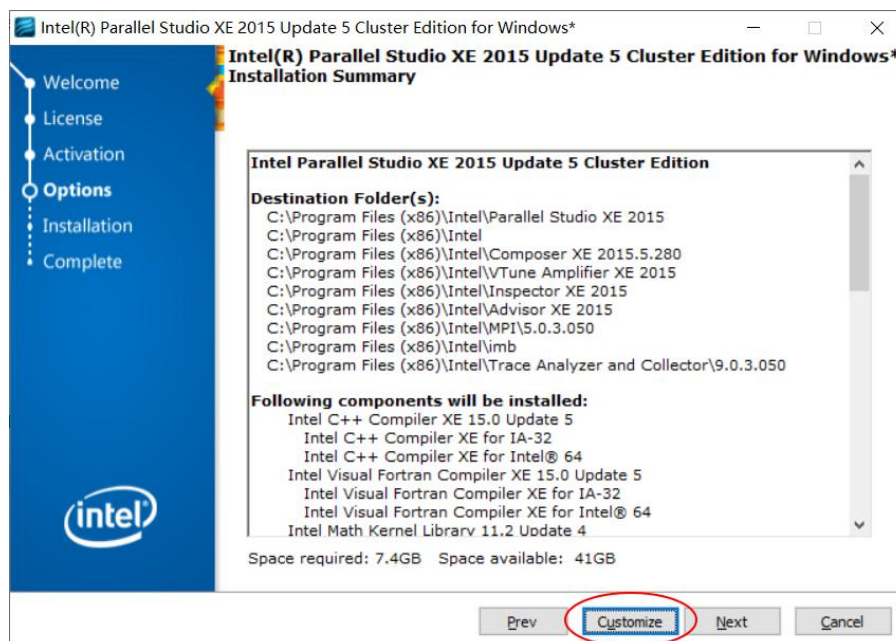 Intel(R) Parallel Studio XE 2015 Update 5 Cluster Edition for Windows*
Welcome
License
Activation
Options
Installation
Complete
intel
Intel(R) Parallel Studio XE 2015 Update 5 Cluster Edition for Windows*
Installation Summary
Intel Parallel Studio XE 2015 Update 5 Cluster Edition
Destination Folder(s):
C:\Program Files (x86)\Intel\Parallel Studio XE 2015
C:\Program Files (x86)\Intel
C:\Program Files (x86)\Intel\Composer XE 2015.5.280
C:\Program Files (x86)\Intel\VTune Amplifier XE 2015
C:\Program Files (x86)\Intel\Inspector XE 2015
C:\Program Files (x86)\Intel\Advisor XE 2015
C:\Program Files (x86)\Intel\MPI\5.0.3.050
C:\Program Files (x86)\Intel\imb
C:\Program Files (x86)\Intel\Trace Analyzer and Collector\9.0.3.050
Following components will be installed:
Intel C++ Compiler XE 15.0 Update 5
Intel C++ Compiler XE for IA-32
Intel C++ Compiler XE for Intel® 64
Intel Visual Fortran Compiler XE 15.0 Update 5
Intel Visual Fortran Compiler XE for IA-32
Intel Visual Fortran Compiler XE for Intel® 64
Intel Math Kernel Library 11.2 Update 4
Space required: 7.4GB Space available: 41GB
Prev Customize Next Cancel